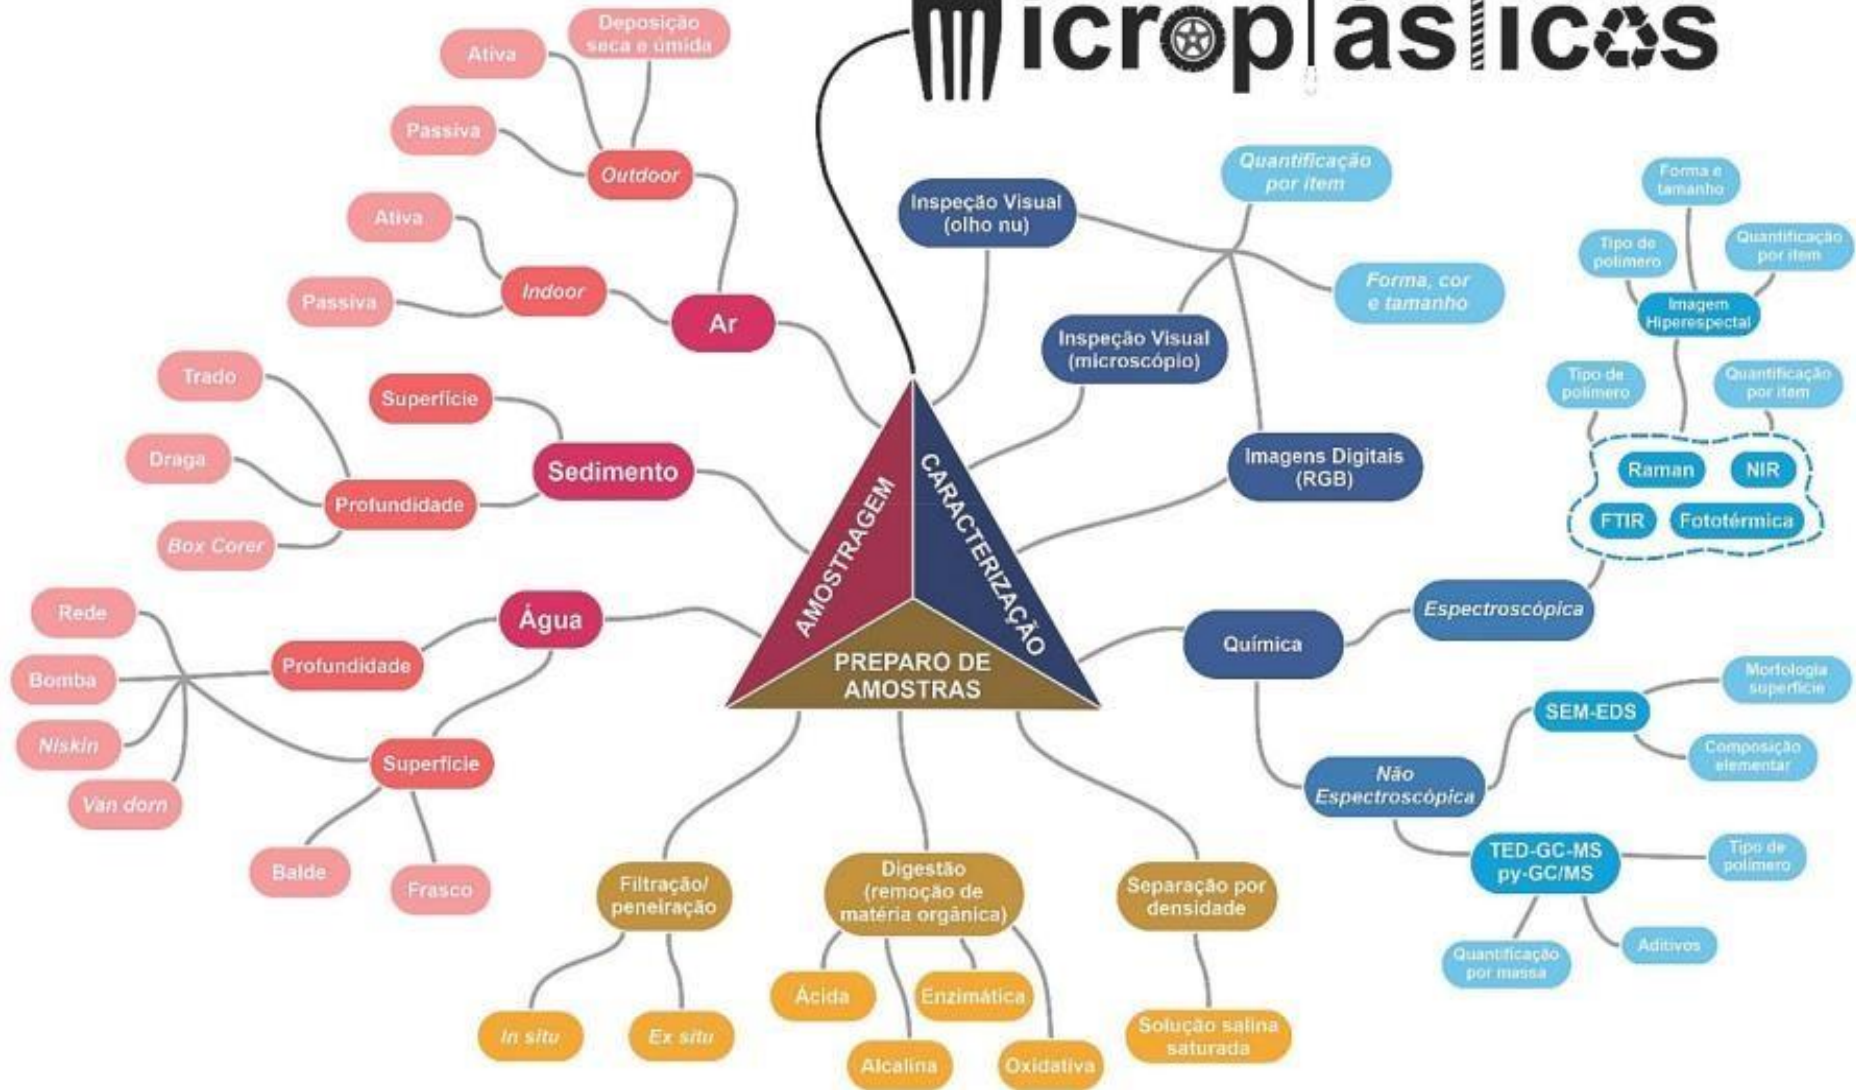 microplásticos
Deposição
seca e úmida
Ativa
Passiva
Outdoor
Ativa
Passiva
Indoor
Ar
Trado
Superfície
Draga
Sedimento
Profundidade
Box Corer
Rede
Água
Profundidade
Bomba
Niskin
Superfície
Van dorn
Balde
Frasco
AMOSTRAGEM
CARACTERIZAÇÃO
PREPARO DE
AMOSTRAS
Inspeção Visual
(olho nu)
Quantificação
por item
Forma, cor
e tamanho
Inspeção Visual
(microscópio)
Imagens Digitais
(RGB)
Forma e
tamanho
Tipo de
polímero
Quantificação
por item
Imagem
Hiperespectal
Tipo de
polímero
Quantificação
por item
Raman
NIR
FTIR
Fototérmica
Espectroscópica
Química
Não
Espectroscópica
SEM-EDS
Morfologia
superfície
Composição
elementar
TED-GC-MS
py-GC/MS
Tipo de
polímero
Quantificação
por massa
Aditivos
Filtração/
peneiração
In situ
Ex situ
Digestão
(remoção de
matéria orgânica)
Ácida
Enzimática
Alcalina
Oxidativa
Separação por
densidade
Solução salina
saturada